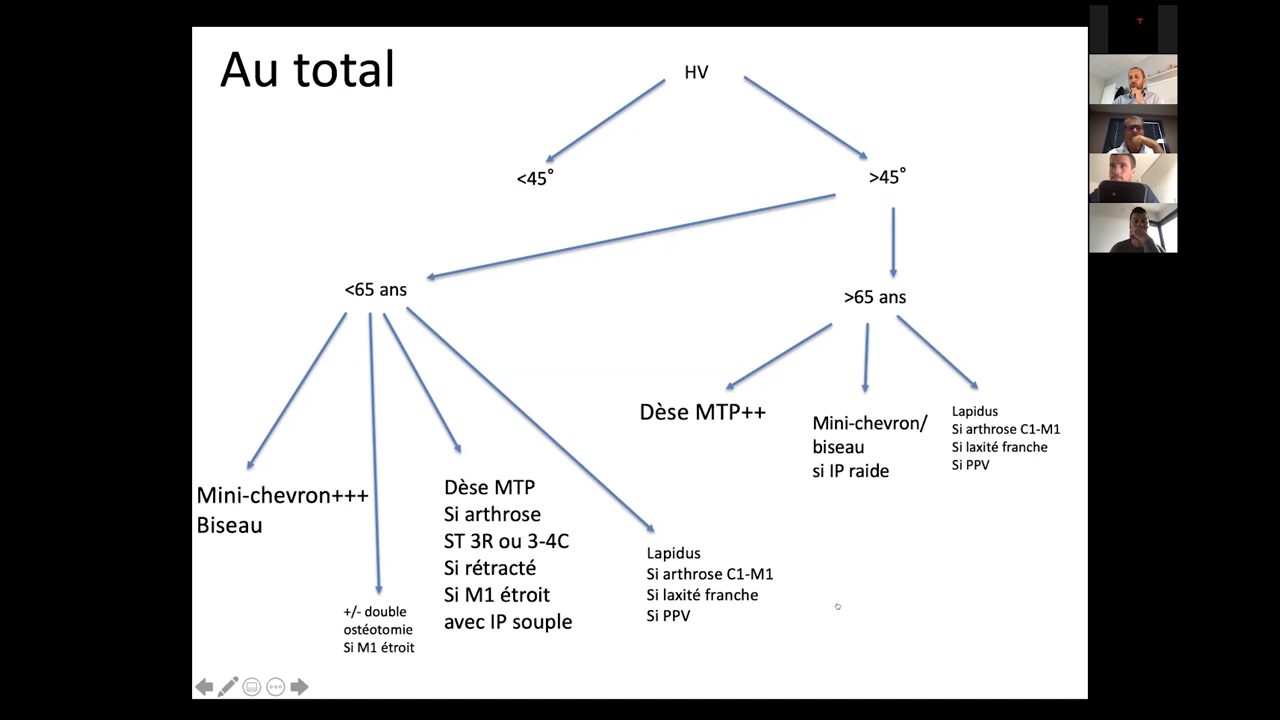 Au total
HV
<45°
>45°
<65 ans
>65 ans
Dèse MTP++
Mini-chevron/
biseau
si IP raide
Lapidus
Si arthrose C1-M1
Si laxité franche
Si PPV
Mini-chevron+++
Biseau
+/- double
ostéotomie
Si M1 étroit
Dèse MTP
Si arthrose
ST 3R ou 3-4C
Si rétracté
Si M1 étroit
avec IP souple
Lapidus
Si arthrose C1-M1
Si laxité franche
Si PPV